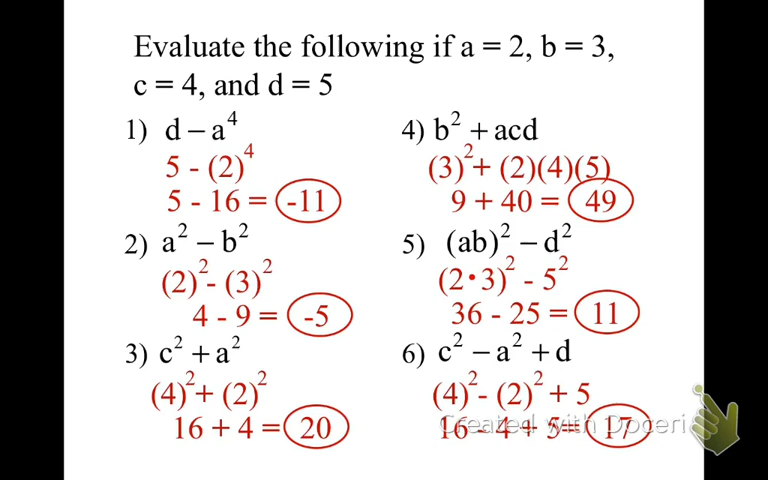 Evaluate the following if a = 2, b = 3,
c = 4, and d = 5
1) d − a⁴
5 - (2)⁴
5 - 16 = -11
2) a² − b²
(2)² - (3)²
4 - 9 = -5
3) c² + a²
(4)² + (2)²
16 + 4 = 20
4) b² + acd
(3)² + (2)(4)(5)
9 + 40 = 49
5) (ab)² − d²
(2•3)² - 5²
36 - 25 = 11
6) c² − a² + d
(4)² - (2)² + 5
16 - 4 + 5 = 17
Created with Doceri